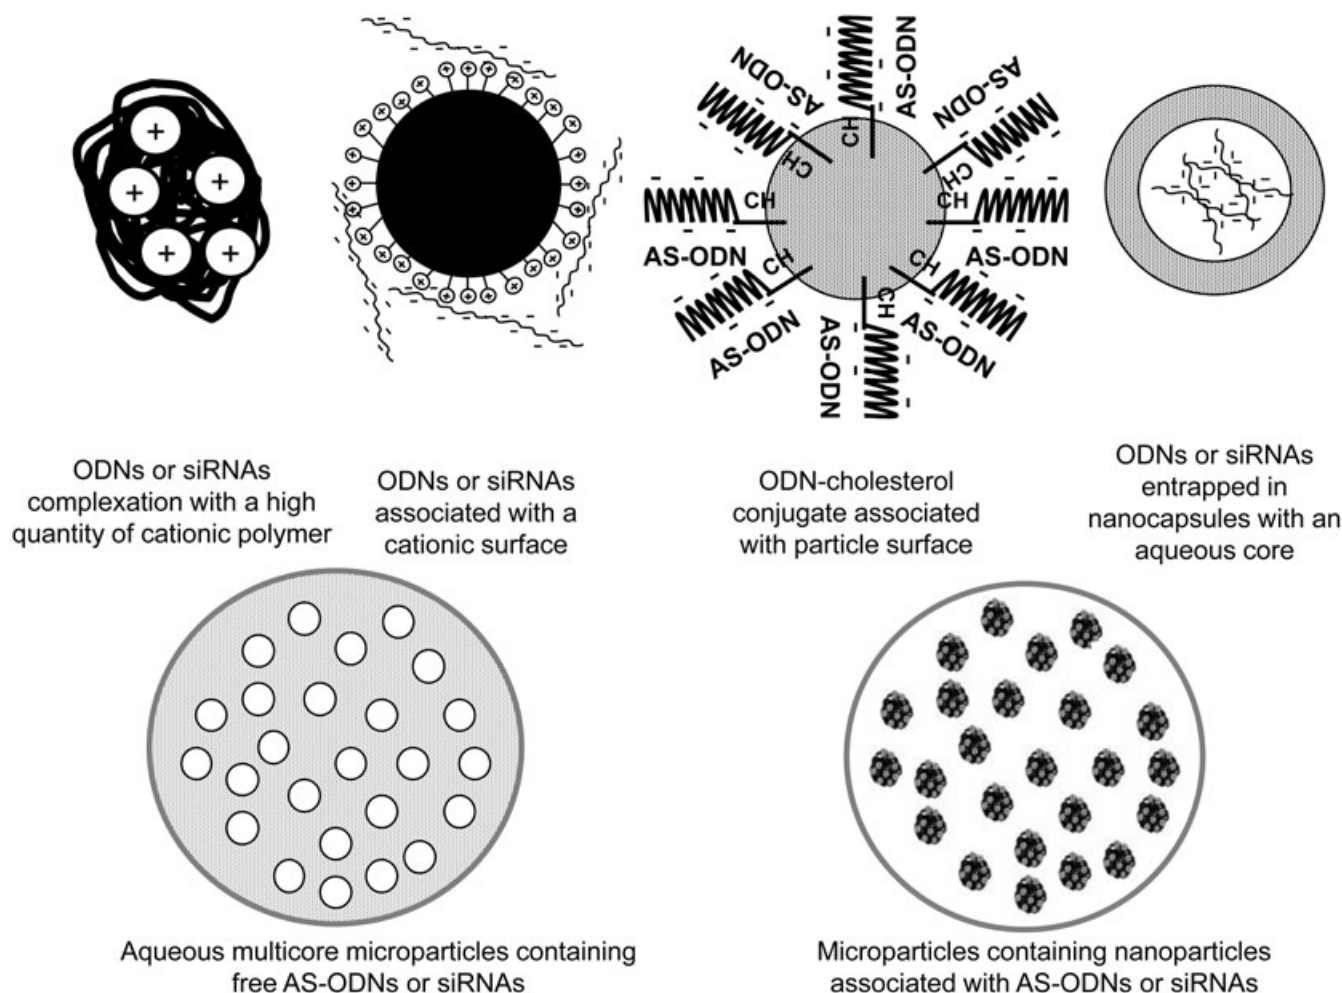 AS-ODN
AS-ODN
AS-ODN
CH
CH
CH
CH
CH
AS-ODN
AS-ODN
CH
CH
CH
AS-ODN
AS-ODN
AS-ODN
ODNs or siRNAs
complexation with a high
quantity of cationic polymer
ODNs or siRNAs
associated with a
cationic surface
ODN-cholesterol
conjugate associated
with particle surface
ODNs or siRNAs
entrapped in
nanocapsules with an
aqueous core
Aqueous multicore microparticles containing
free AS-ODNs or siRNAs
Microparticles containing nanoparticles
associated with AS-ODNs or siRNAs